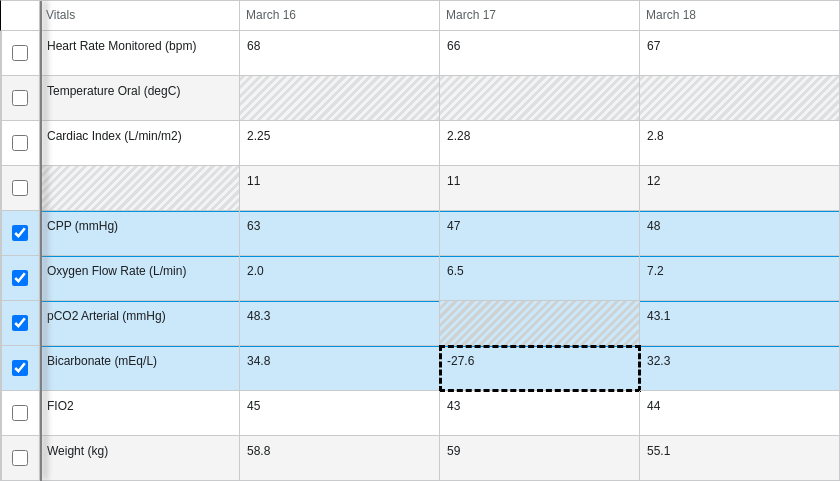 Vitals March 16 March 17 March 18
Heart Rate Monitored (bpm) 68 66 67
Temperature Oral (degC)
Cardiac Index (L/min/m2) 2.25 2.28 2.8
11 11 12
CPP (mmHg) 63 47 48
Oxygen Flow Rate (L/min) 2.0 6.5 7.2
pCO2 Arterial (mmHg) 48.3 43.1
Bicarbonate (mEq/L) 34.8 -27.6 32.3
FIO2 45 43 44
Weight (kg) 58.8 59 55.1